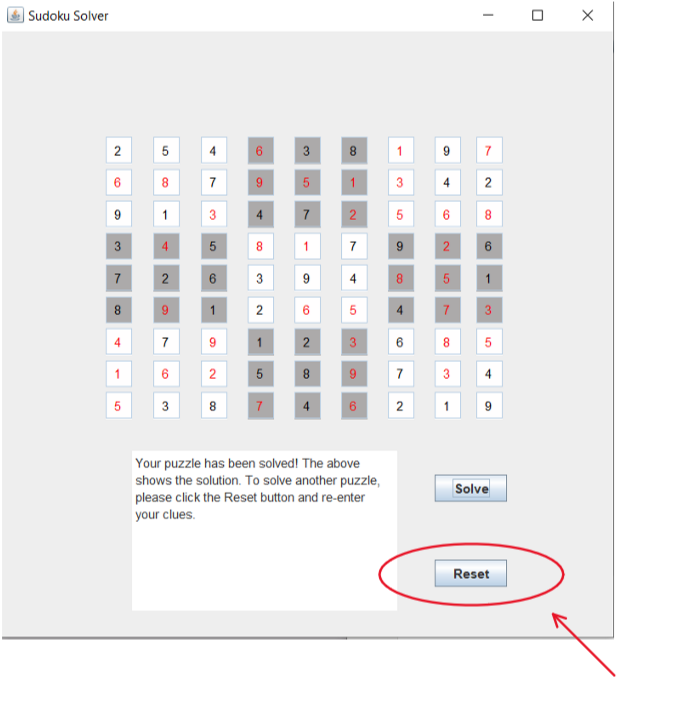 Sudoku Solver
2 5 4 6 3 8 1 9 7
6 8 7 9 5 1 3 4 2
9 1 3 4 7 2 5 6 8
3 4 5 8 1 7 9 2 6
7 2 6 3 9 4 8 5 1
8 9 1 2 6 5 4 7 3
4 7 9 1 2 3 6 8 5
1 6 2 5 8 9 7 3 4
5 3 8 7 4 6 2 1 9
Your puzzle has been solved! The above
shows the solution. To solve another puzzle,
please click the Reset button and re-enter
your clues.
Solve
Reset